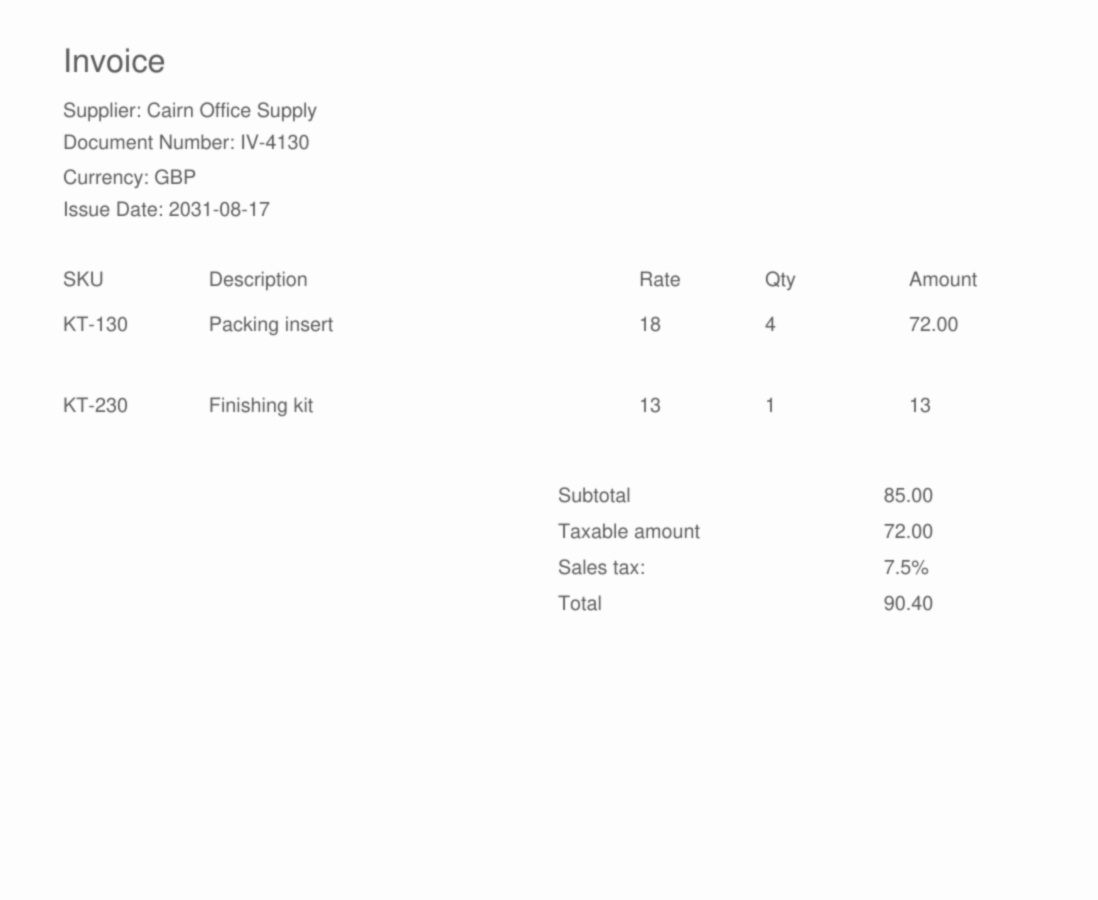 Invoice
Supplier: Cairn Office Supply
Document Number: IV-4130
Currency: GBP
Issue Date: 2031-08-17
SKU Description Rate Qty Amount
KT-130 Packing insert 18 4 72.00
KT-230 Finishing kit 13 1 13
Subtotal 85.00
Taxable amount 72.00
Sales tax: 7.5%
Total 90.40